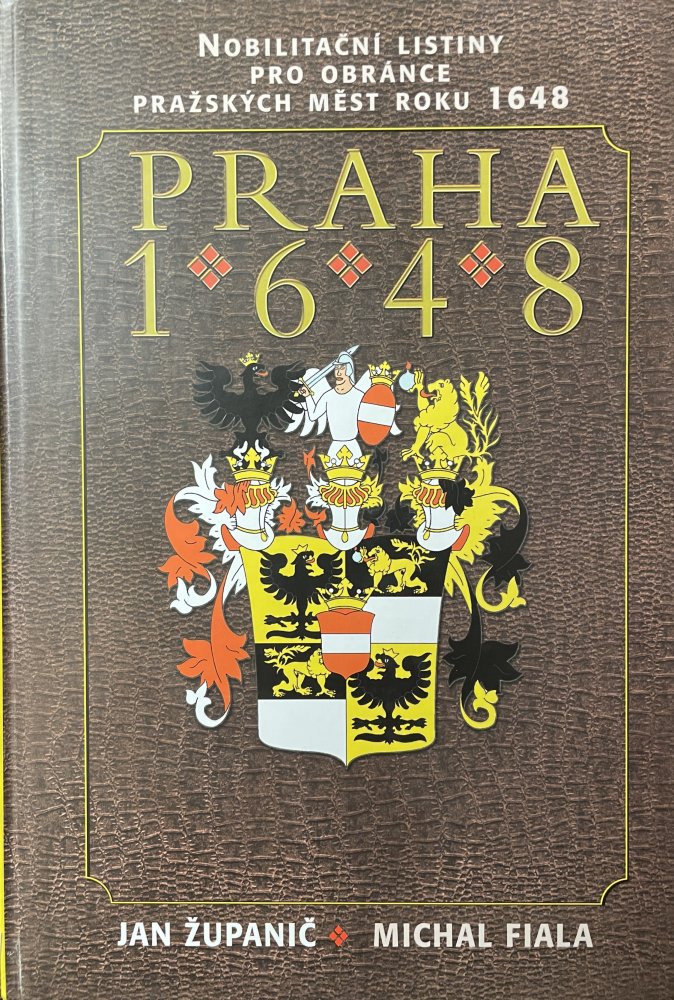 Nobilitační listiny
pro obránce
pražských měst roku 1648
PRAHA
1648
Jan Županič Michal Fiala